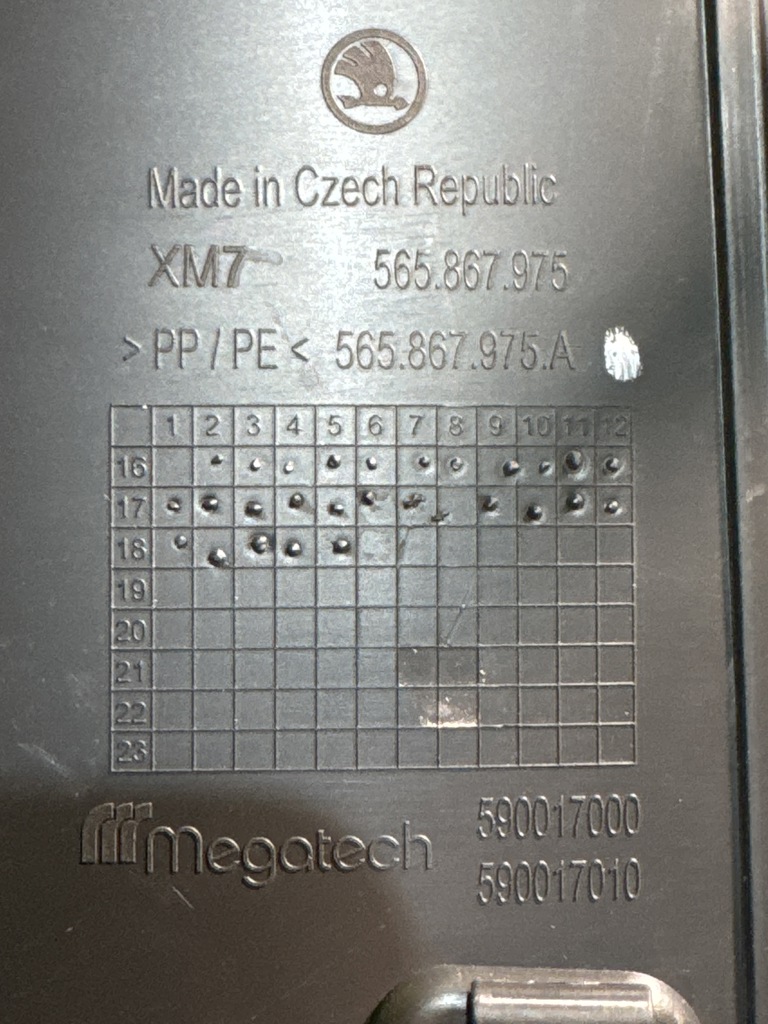 Made in Czech Republic
XM7 565.867.975
>PP/PE< 565.867.975.A
1 2 3 4 5 6 7 8 9 10 11 12
16
17
18
19
20
21
22
23
Megatech 590017000
590017010